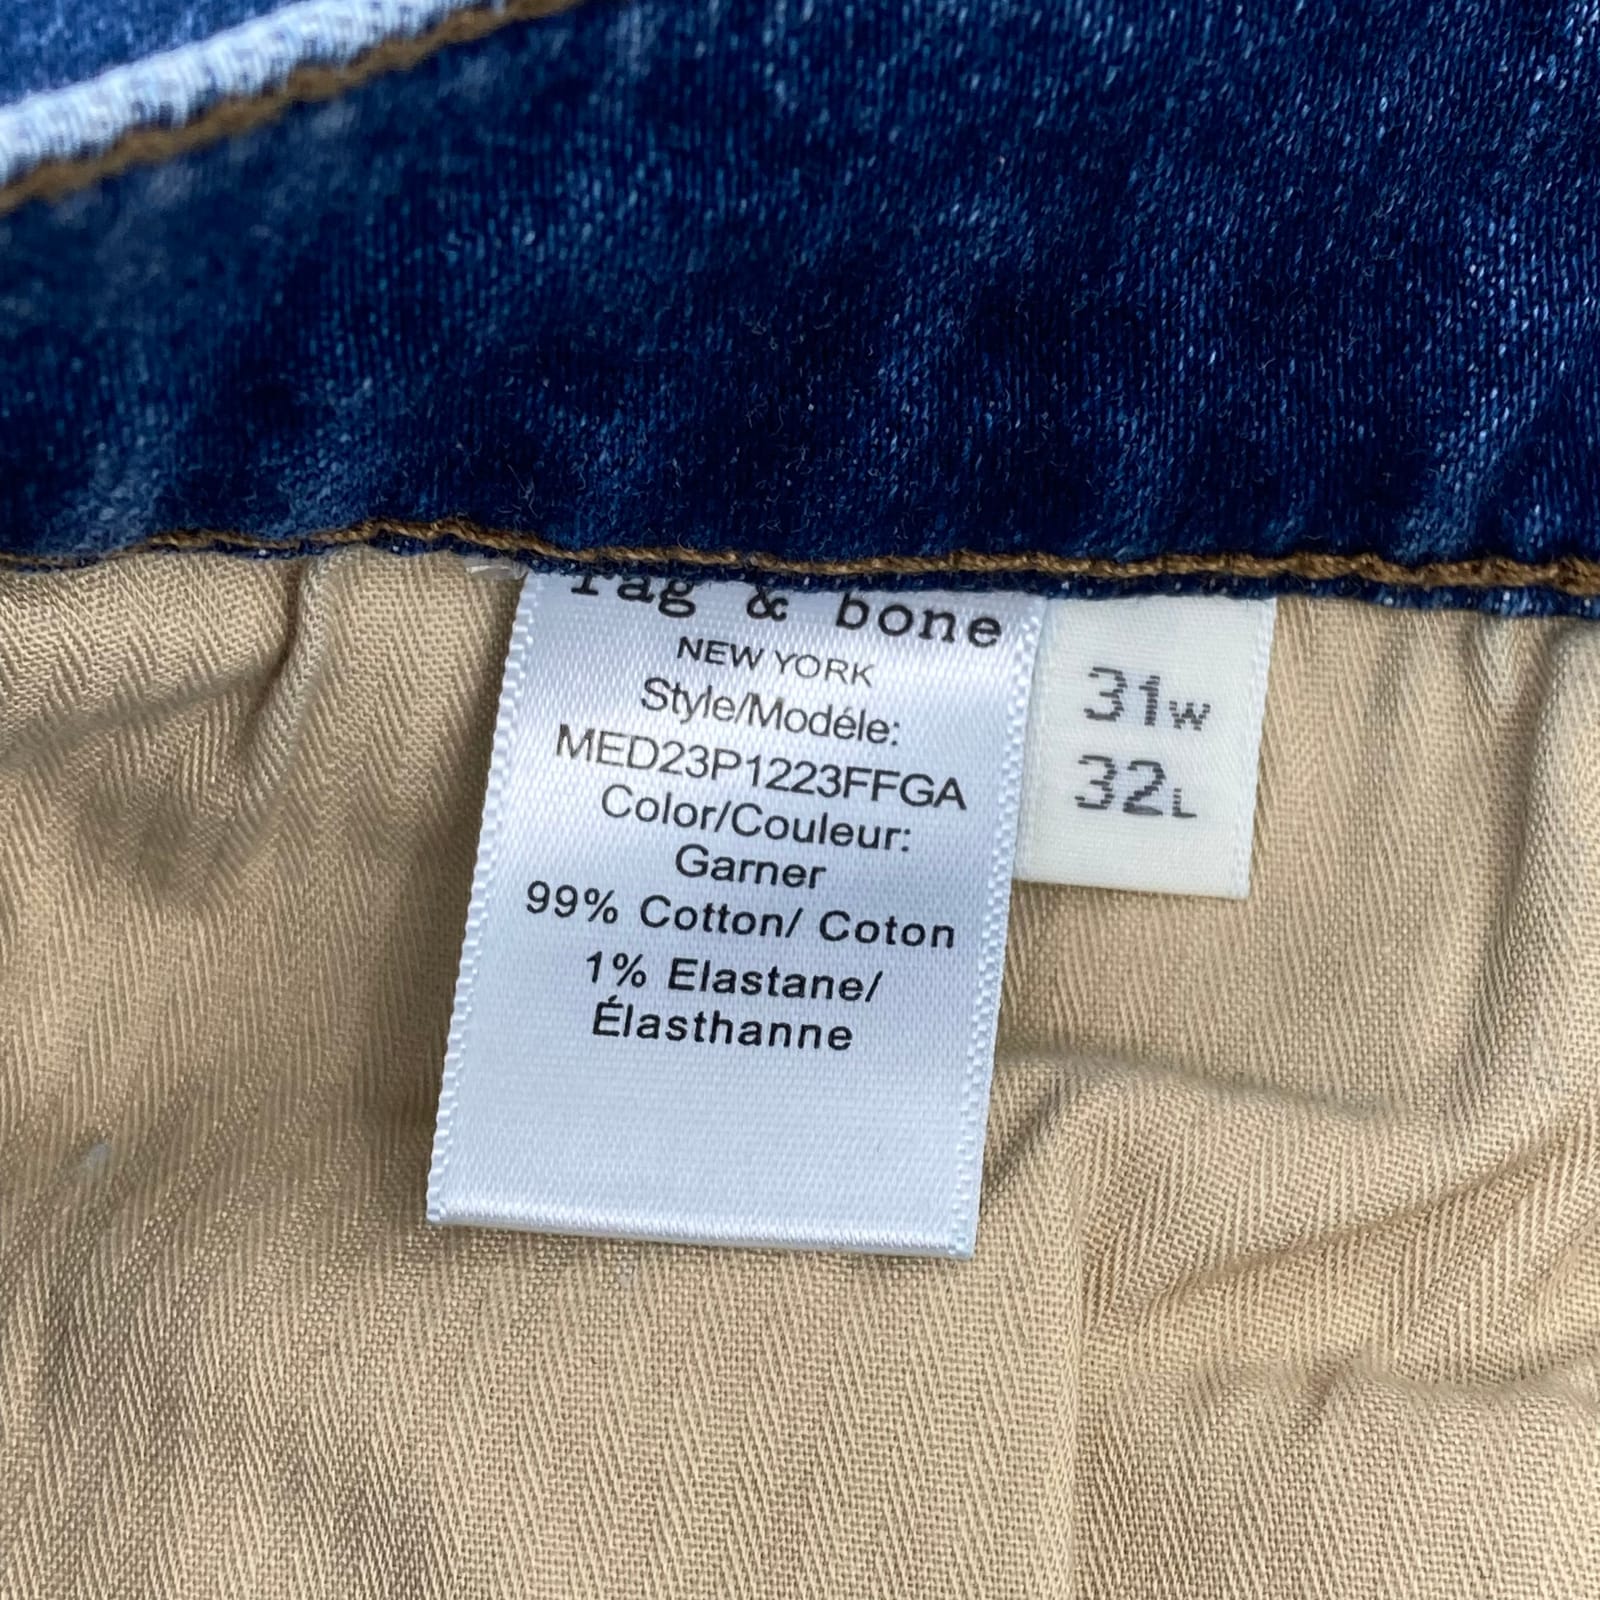 rag & bone
NEW YORK
Style/Modéle:
MED23P1223FFGA
Color/Couleur:
Garner
99% Cotton/ Coton
1% Elastane/
Élasthanne
31W
32L